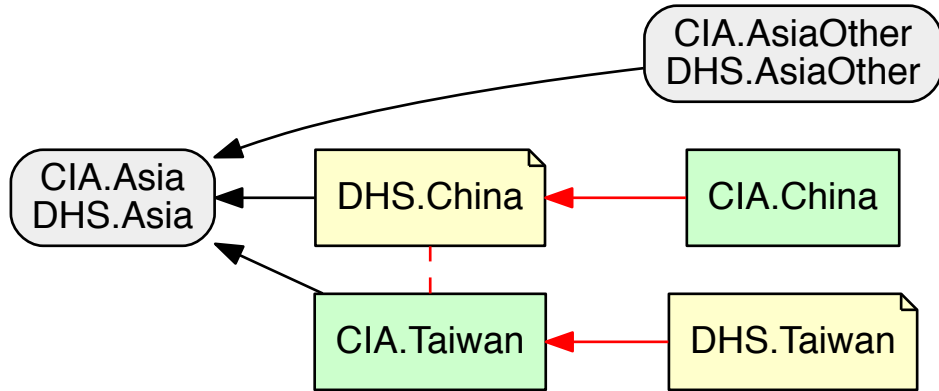 CIA.AsiaOther
DHS.AsiaOther
CIA.Asia
DHS.Asia
DHS.China
CIA.China
CIA.Taiwan
DHS.Taiwan